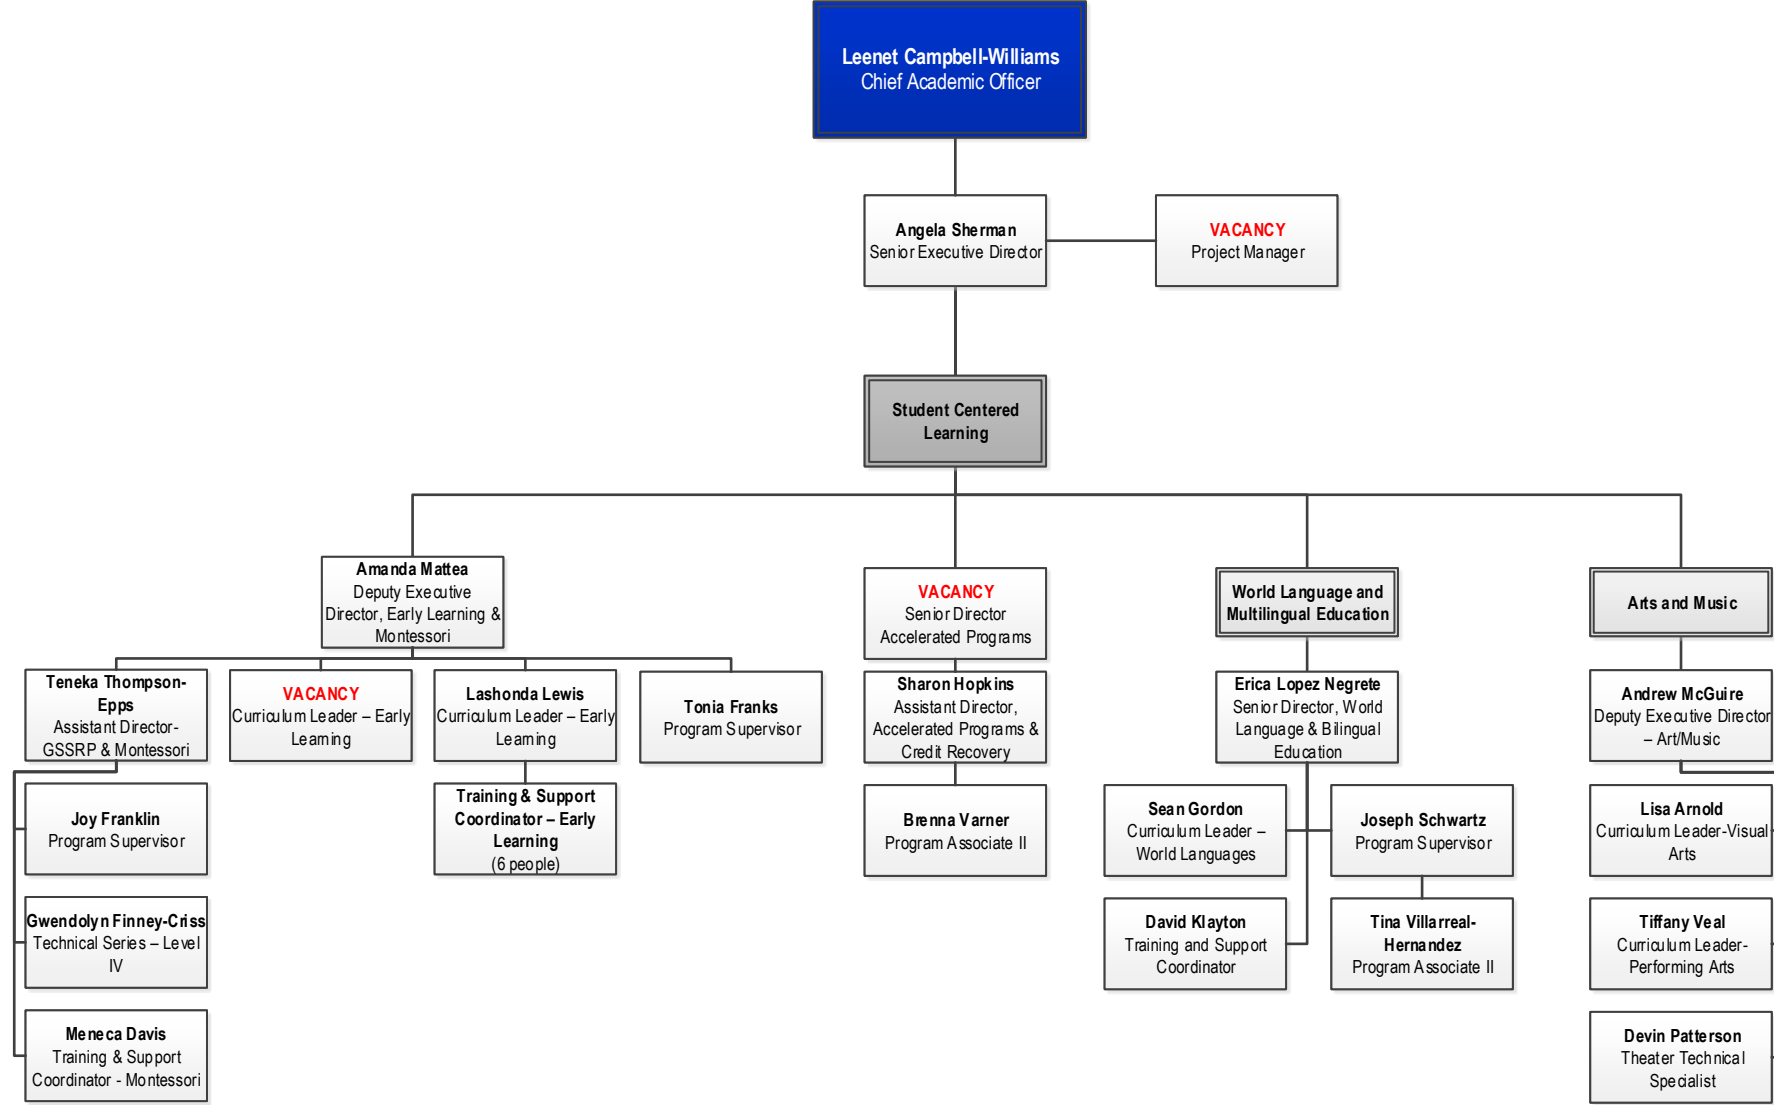 Leenet Campbell-Williams
Chief Academic Officer
Angela Sherman
Senior Executive Director
VACANCY
Project Manager
Student Centered
Learning
Amanda Mattea
Deputy Executive
Director, Early Learning &
Montessori
VACANCY
Senior Director
Accelerated Programs
World Language and
Multilingual Education
Arts and Music
Teneka Thompson-
Epps
Assistant Director-
GSSRP & Montessori
VACANCY
Curriculum Leader – Early
Learning
Lashonda Lewis
Curriculum Leader – Early
Learning
Tonia Franks
Program Supervisor
Sharon Hopkins
Assistant Director,
Accelerated Programs &
Credit Recovery
Erica Lopez Negrete
Senior Director, World
Language & Bilingual
Education
Andrew McGuire
Deputy Executive Director
– Art/Music
Joy Franklin
Program Supervisor
Training & Support
Coordinator – Early
Learning
(6 people)
Brenna Varner
Program Associate II
Sean Gordon
Curriculum Leader –
World Languages
Joseph Schwartz
Program Supervisor
Lisa Arnold
Curriculum Leader-Visual
Arts
Gwendolyn Finney-Criss
Technical Series – Level
IV
David Klayton
Training and Support
Coordinator
Tina Villarreal-
Hernandez
Program Associate II
Tiffany Veal
Curriculum Leader-
Performing Arts
Meneca Davis
Training & Support
Coordinator - Montessori
Devin Patterson
Theater Technical
Specialist